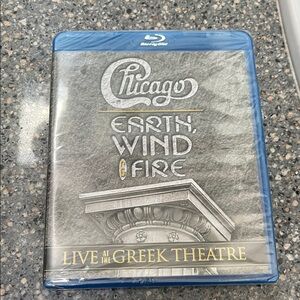 Blu-ray Disc
Chicago
EARTH,
WIND
& FIRE
LIVE AT THE GREEK THEATRE